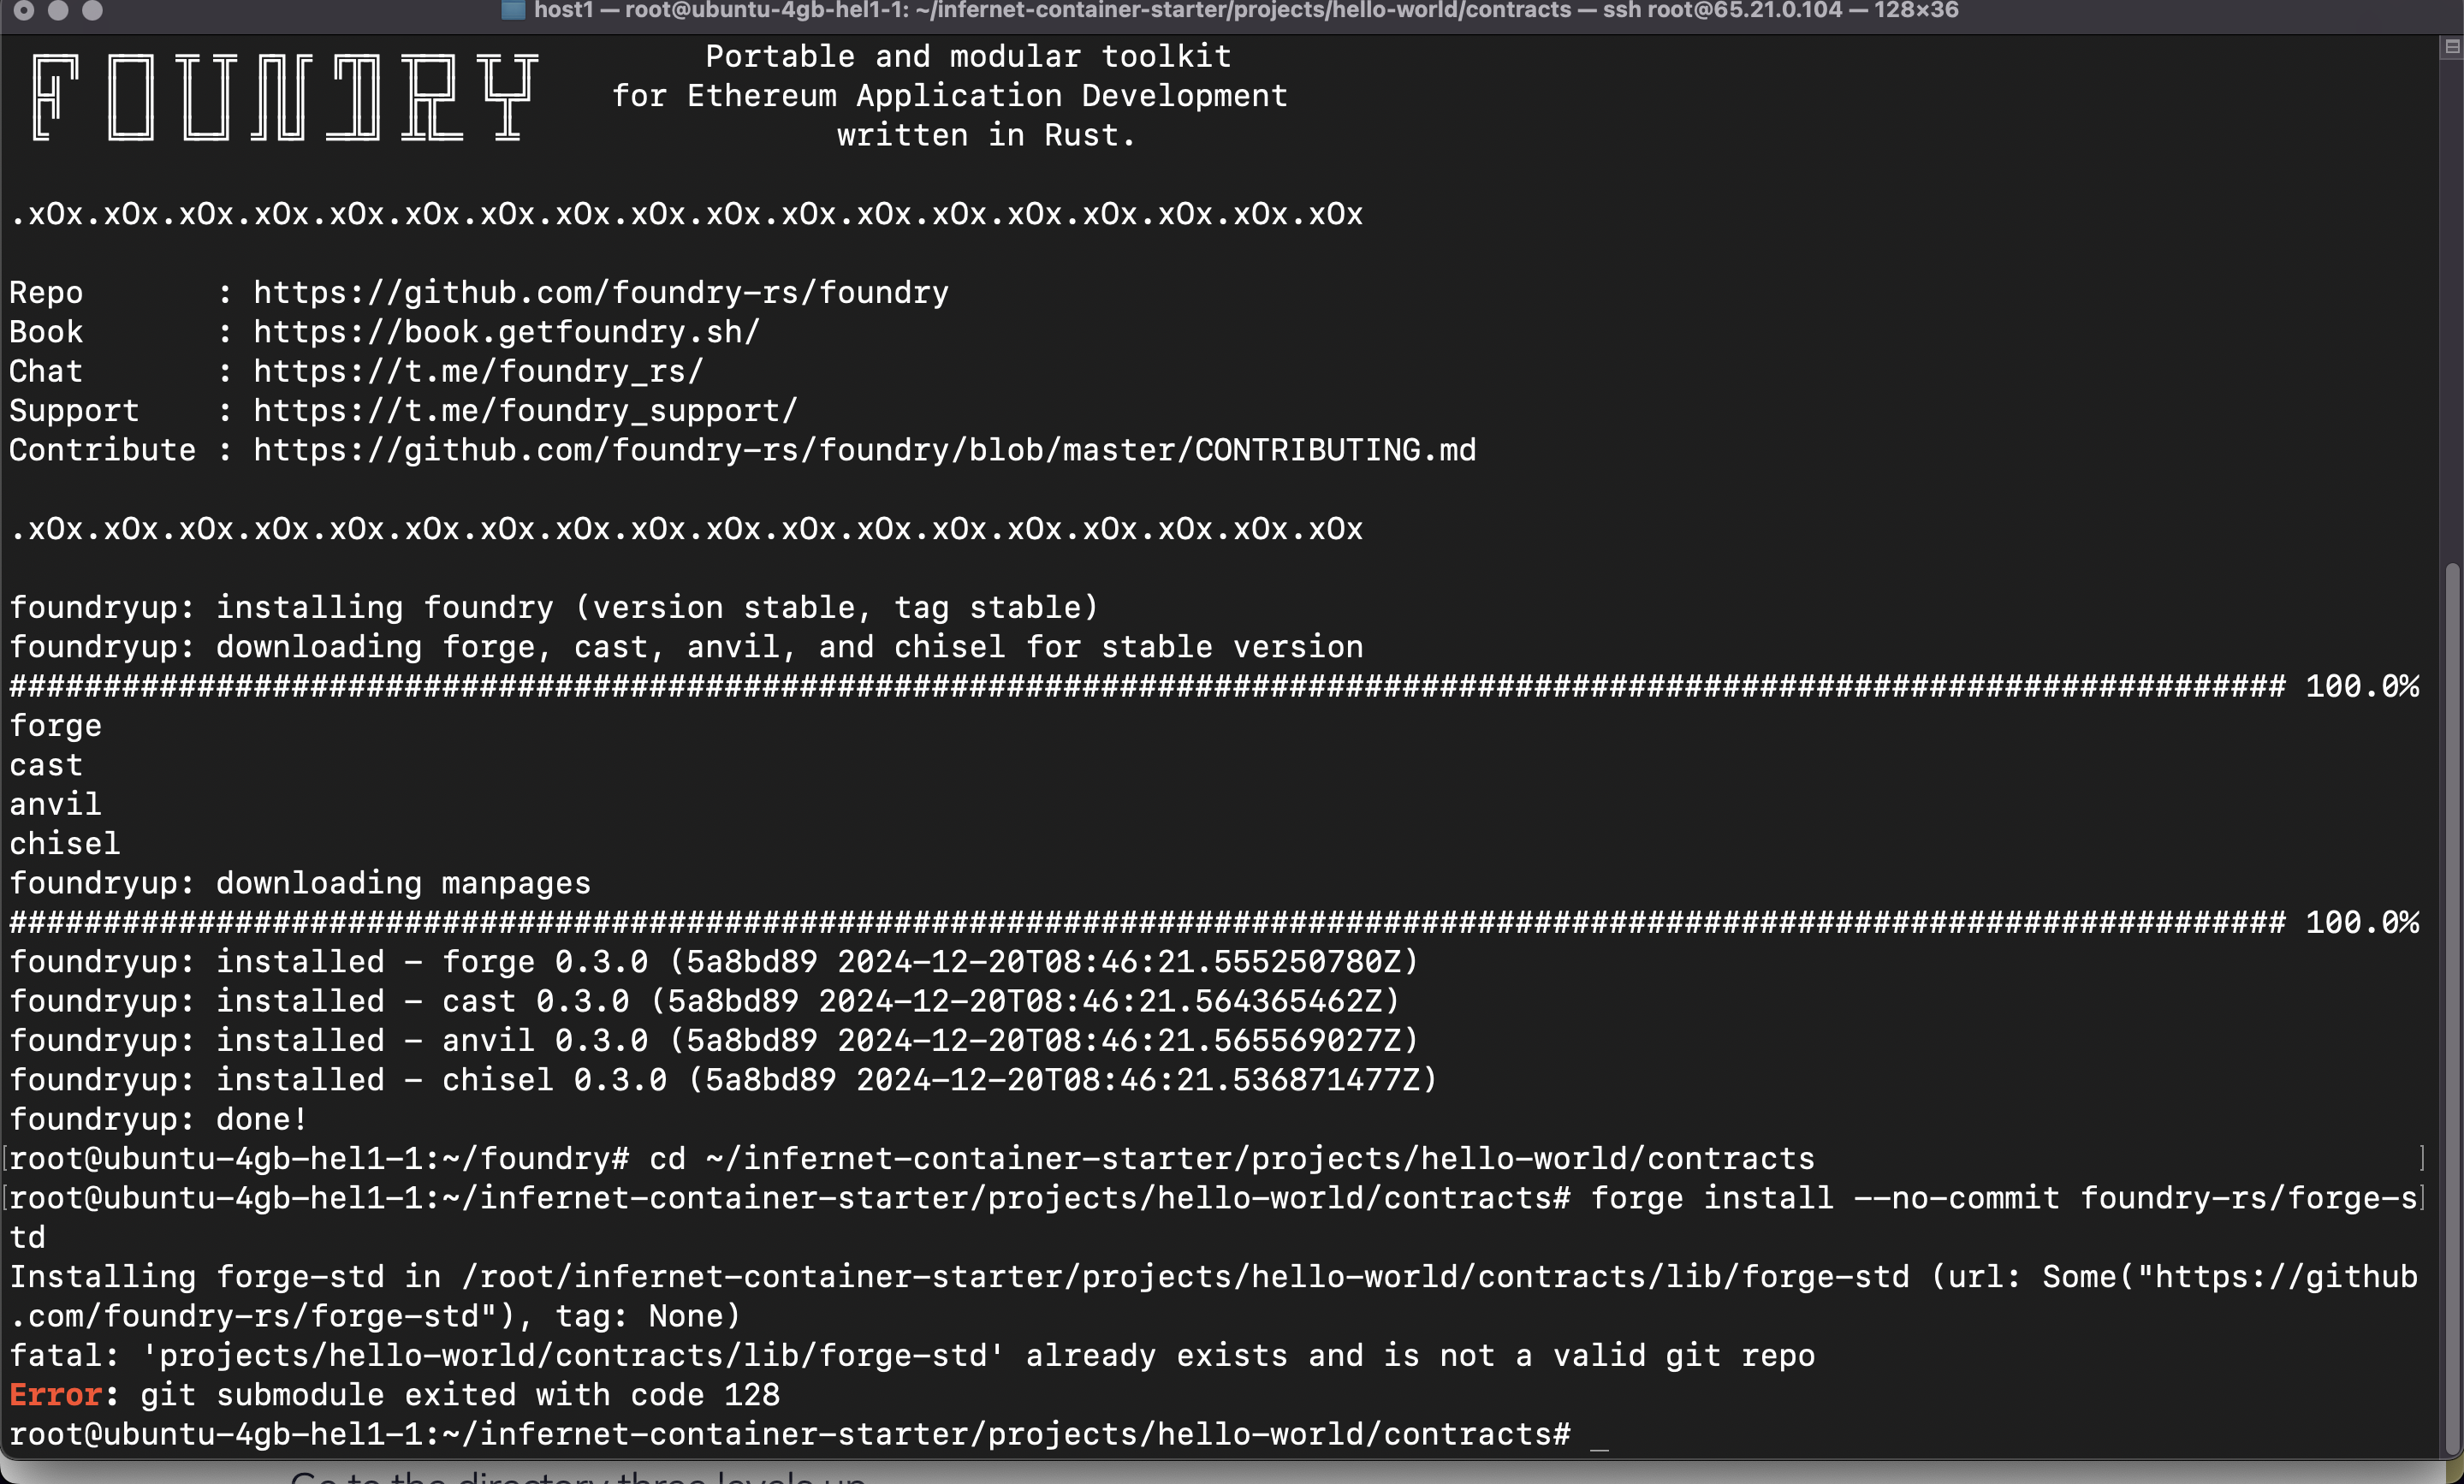 host1 — root@ubuntu-4gb-hel1-1: ~/infernet-container-starter/projects/hello-world/contracts — ssh root@65.21.0.104 — 128×36
FOUNDRY Portable and modular toolkit
for Ethereum Application Development
written in Rust.
.xOx.xOx.xOx.xOx.xOx.xOx.xOx.xOx.xOx.xOx.xOx.xOx.xOx.xOx.xOx.xOx.xOx.xOx
Repo : https://github.com/foundry-rs/foundry
Book : https://book.getfoundry.sh/
Chat : https://t.me/foundry_rs/
Support : https://t.me/foundry_support/
Contribute : https://github.com/foundry-rs/foundry/blob/master/CONTRIBUTING.md
.xOx.xOx.xOx.xOx.xOx.xOx.xOx.xOx.xOx.xOx.xOx.xOx.xOx.xOx.xOx.xOx.xOx.xOx
foundryup: installing foundry (version stable, tag stable)
foundryup: downloading forge, cast, anvil, and chisel for stable version
######################################################################################################################### 100.0%
forge
cast
anvil
chisel
foundryup: downloading manpages
######################################################################################################################### 100.0%
foundryup: installed - forge 0.3.0 (5a8bd89 2024-12-20T08:46:21.555250780Z)
foundryup: installed - cast 0.3.0 (5a8bd89 2024-12-20T08:46:21.564365462Z)
foundryup: installed - anvil 0.3.0 (5a8bd89 2024-12-20T08:46:21.565569027Z)
foundryup: installed - chisel 0.3.0 (5a8bd89 2024-12-20T08:46:21.536871477Z)
foundryup: done!
[root@ubuntu-4gb-hel1-1:~/foundry# cd ~/infernet-container-starter/projects/hello-world/contracts ]
[root@ubuntu-4gb-hel1-1:~/infernet-container-starter/projects/hello-world/contracts# forge install --no-commit foundry-rs/forge-s]
td
Installing forge-std in /root/infernet-container-starter/projects/hello-world/contracts/lib/forge-std (url: Some("https://github
.com/foundry-rs/forge-std"), tag: None)
fatal: 'projects/hello-world/contracts/lib/forge-std' already exists and is not a valid git repo
Error: git submodule exited with code 128
root@ubuntu-4gb-hel1-1:~/infernet-container-starter/projects/hello-world/contracts# _
Go to the directory three levels up